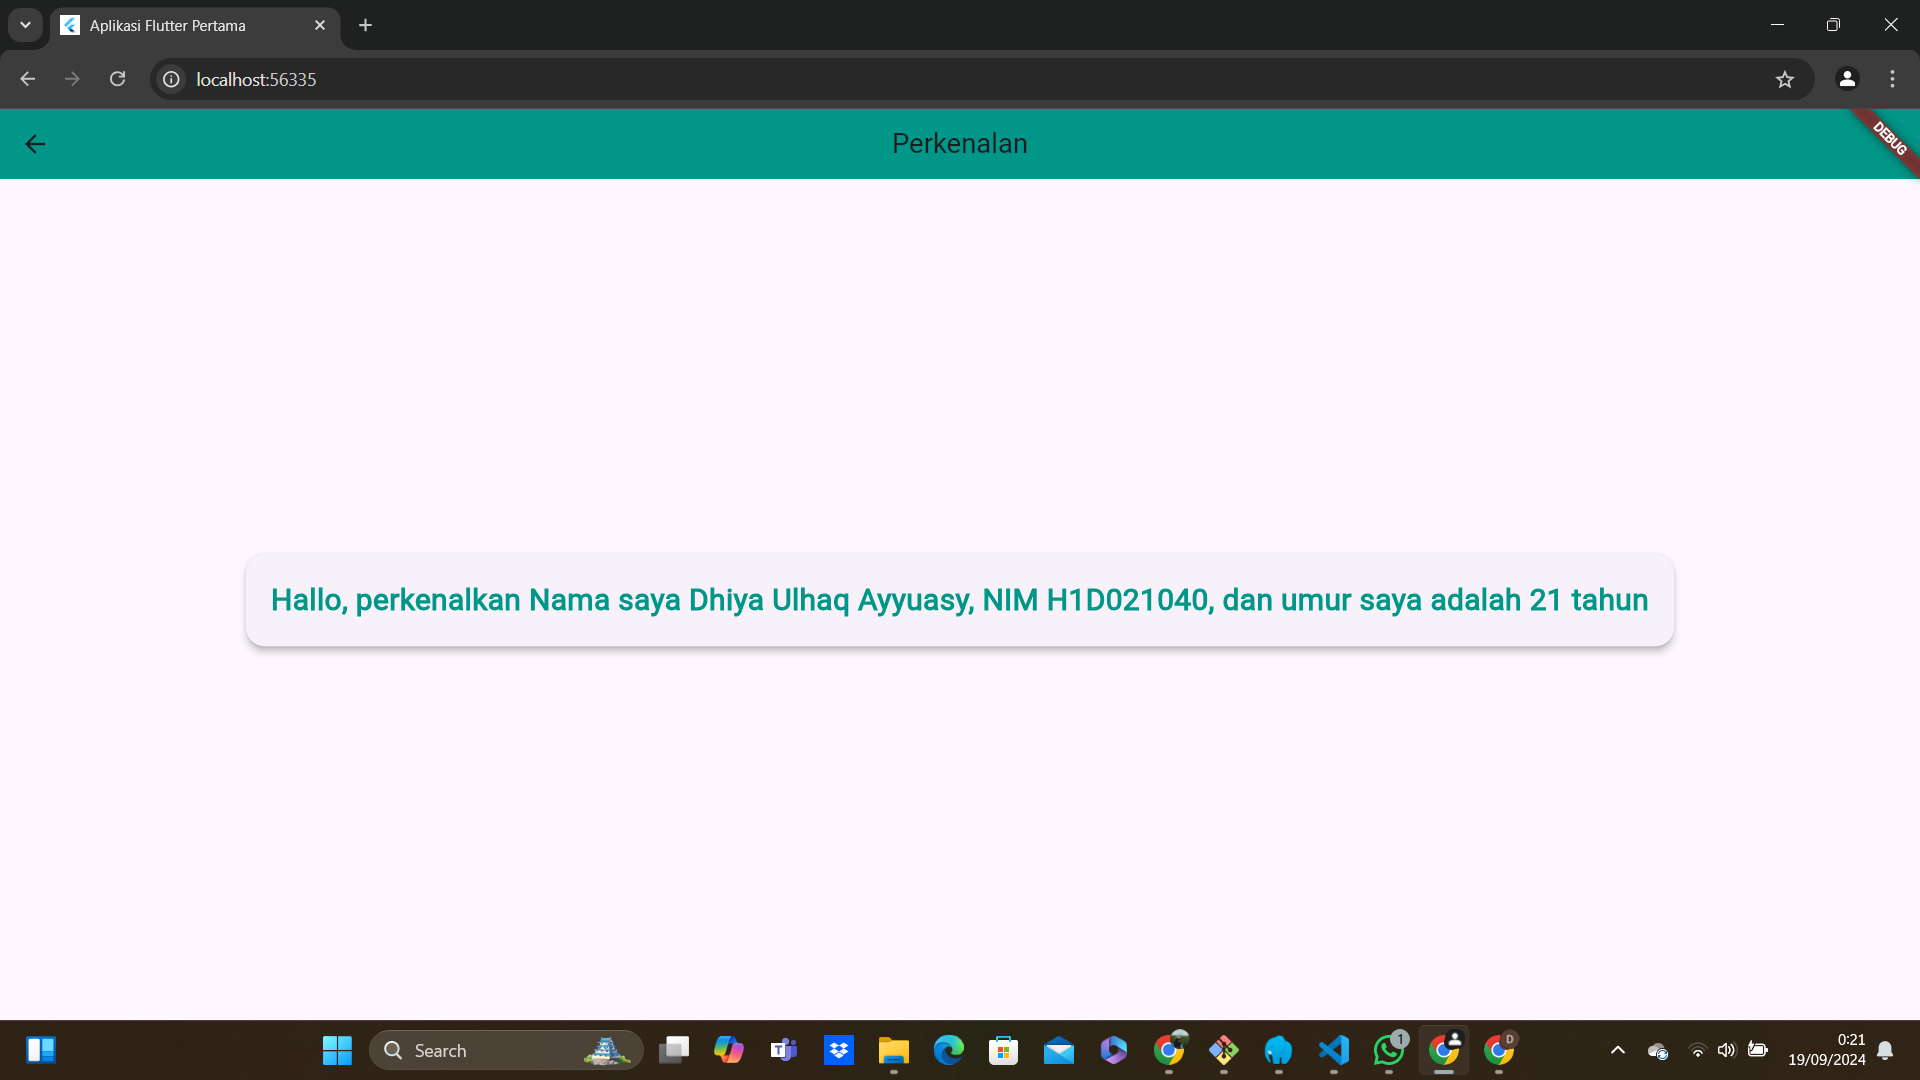 Aplikasi Flutter Pertama
localhost:56335
Perkenalan
DEBUG
Hallo, perkenalkan Nama saya Dhiya Ulhaq Ayyuasy, NIM H1D021040, dan umur saya adalah 21 tahun
Search
T
1
D
0:21
19/09/2024